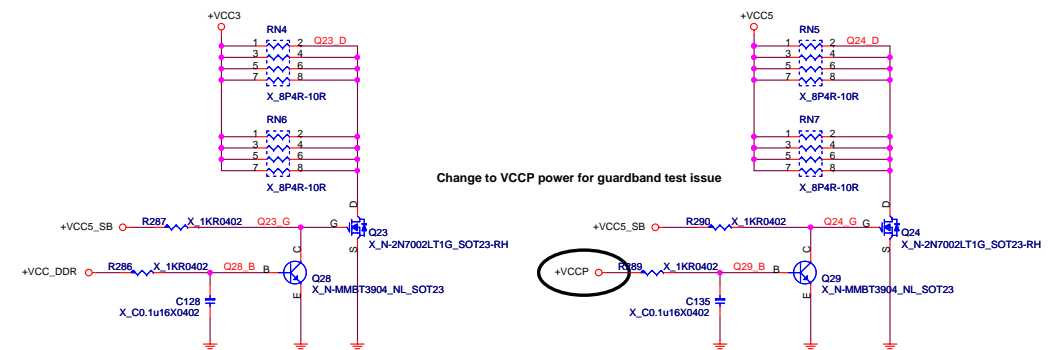 +VCC3
RN4
1 2 Q23_D
3 4
5 6
7 8
X_8P4R-10R
RN6
1 2
3 4
5 6
7 8
X_8P4R-10R
+VCC5_SB R287 X_1KR0402 Q23_G G D S
Q23
X_N-2N7002LT1G_SOT23-RH
+VCC_DDR R286 X_1KR0402 Q28_B B C E
Q28
X_N-MMBT3904_NL_SOT23
C128
X_C0.1u16X0402
Change to VCCP power for guardband test issue
+VCC5
RN5
1 2 Q24_D
3 4
5 6
7 8
X_8P4R-10R
RN7
1 2
3 4
5 6
7 8
X_8P4R-10R
+VCC5_SB R290 X_1KR0402 Q24_G G D S
Q24
X_N-2N7002LT1G_SOT23-RH
+VCCP R289 X_1KR0402 Q29_B B C E
Q29
X_N-MMBT3904_NL_SOT23
C135
X_C0.1u16X0402